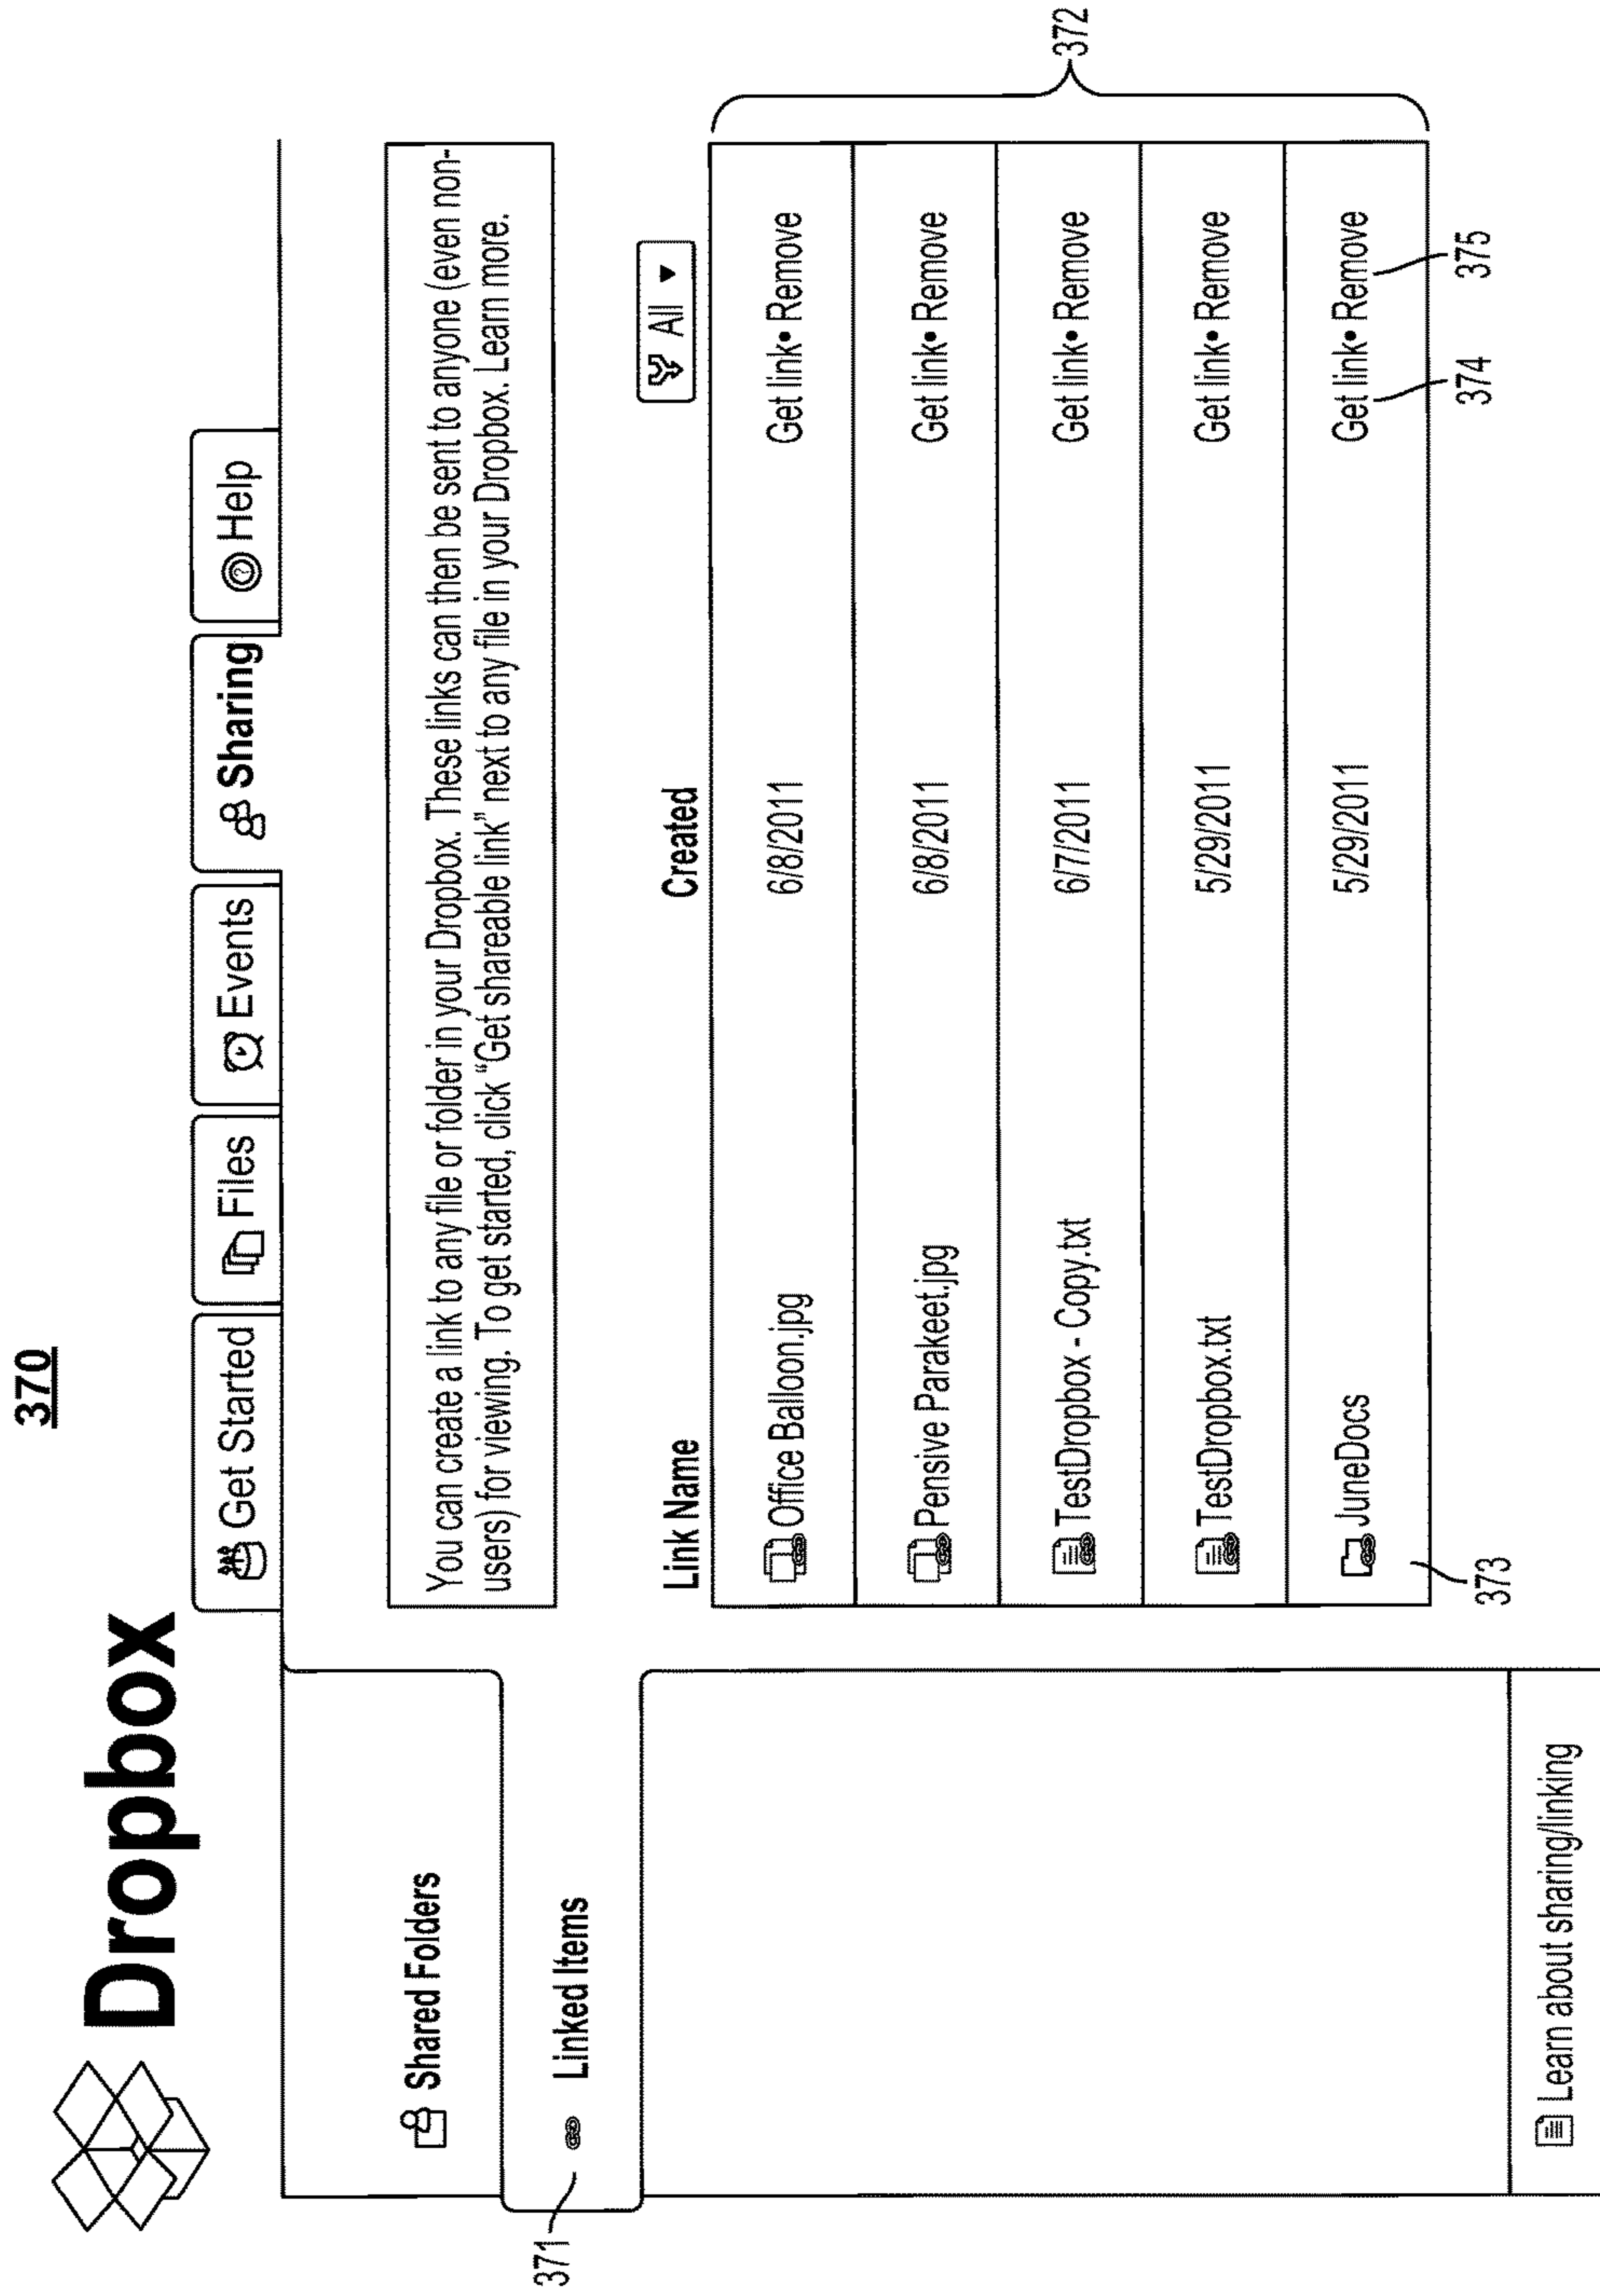 370
Dropbox
Get Started
Files
Events
Sharing
Help
Shared Folders
371
Linked Items
Learn about sharing/linking
You can create a link to any file or folder in your Dropbox. These links can then be sent to anyone (even non-
users) for viewing. To get started, click "Get shareable link" next to any file in your Dropbox. Learn more.
All
Link Name Created
Office Balloon.jpg 6/8/2011 Get link• Remove
Pensive Parakeet.jpg 6/8/2011 Get link• Remove
TestDropbox - Copy.txt 6/7/2011 Get link• Remove
TestDropbox.txt 5/29/2011 Get link• Remove
JuneDocs 5/29/2011 Get link• Remove
372
373
374
375